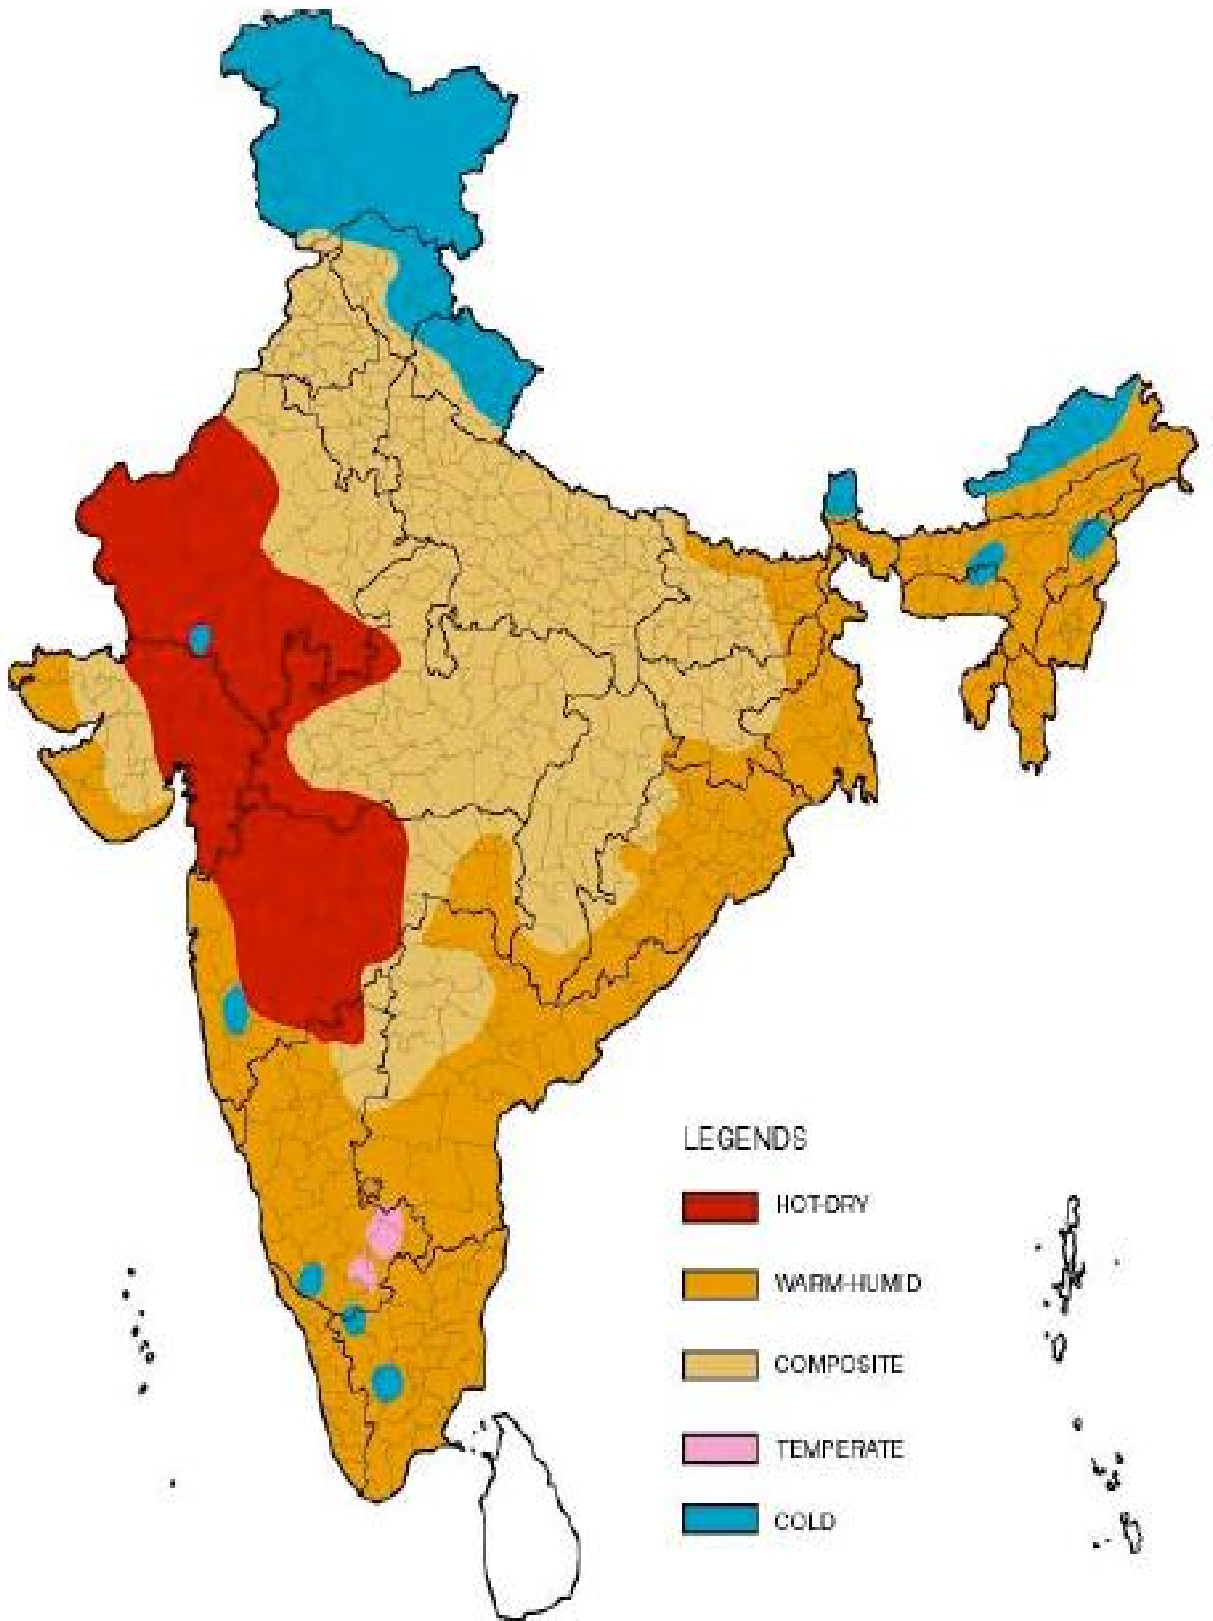 LEGENDS
HOT-DRY
WARM-HUMID
COMPOSITE
TEMPERATE
COLD